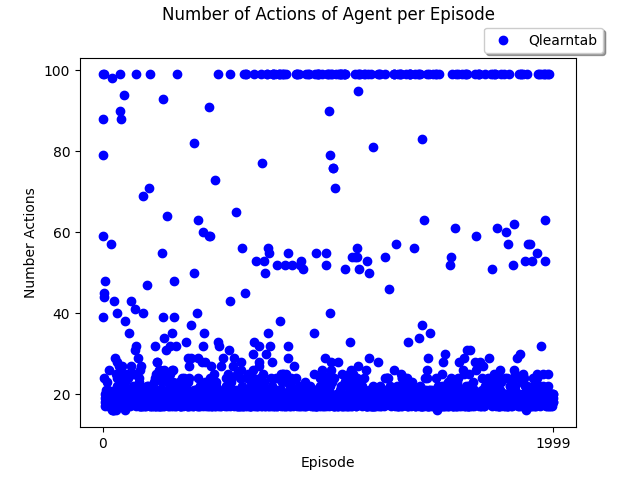 Number of Actions of Agent per Episode
Qlearntab
100
80
60
40
20
Number Actions
0
1999
Episode